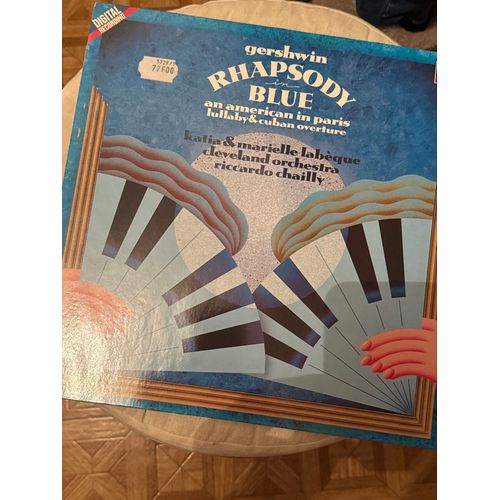 DIGITAL
RECORDING
77F00
gershwin
RHAPSODY
in
BLUE
an american in paris
lullaby & cuban overture
katia & marielle labèque
cleveland orchestra
riccardo chailly